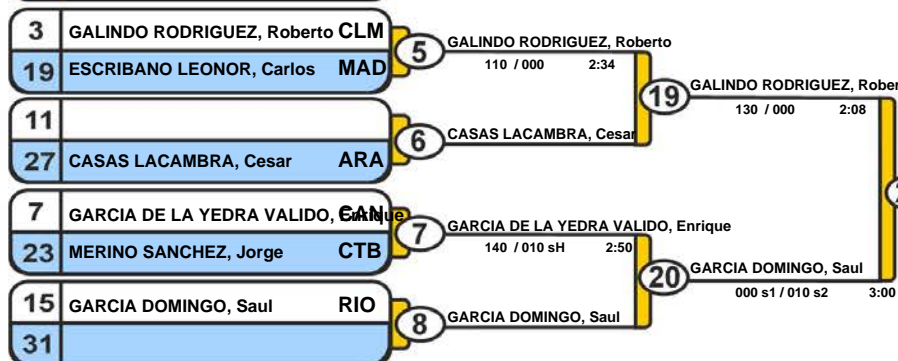 3 GALINDO RODRIGUEZ, Roberto CLM
19 ESCRIBANO LEONOR, Carlos MAD
5
GALINDO RODRIGUEZ, Roberto
110 / 000 2:34
11
27 CASAS LACAMBRA, Cesar ARA
6
CASAS LACAMBRA, Cesar
19
GALINDO RODRIGUEZ, Rober
130 / 000 2:08
7 GARCIA DE LA YEDRA VALIDO, Enrique CAN
23 MERINO SANCHEZ, Jorge CTB
7
GARCIA DE LA YEDRA VALIDO, Enrique
140 / 010 sH 2:50
15 GARCIA DOMINGO, Saul RIO
31
8
GARCIA DOMINGO, Saul
20
GARCIA DOMINGO, Saul
000 s1 / 010 s2 3:00